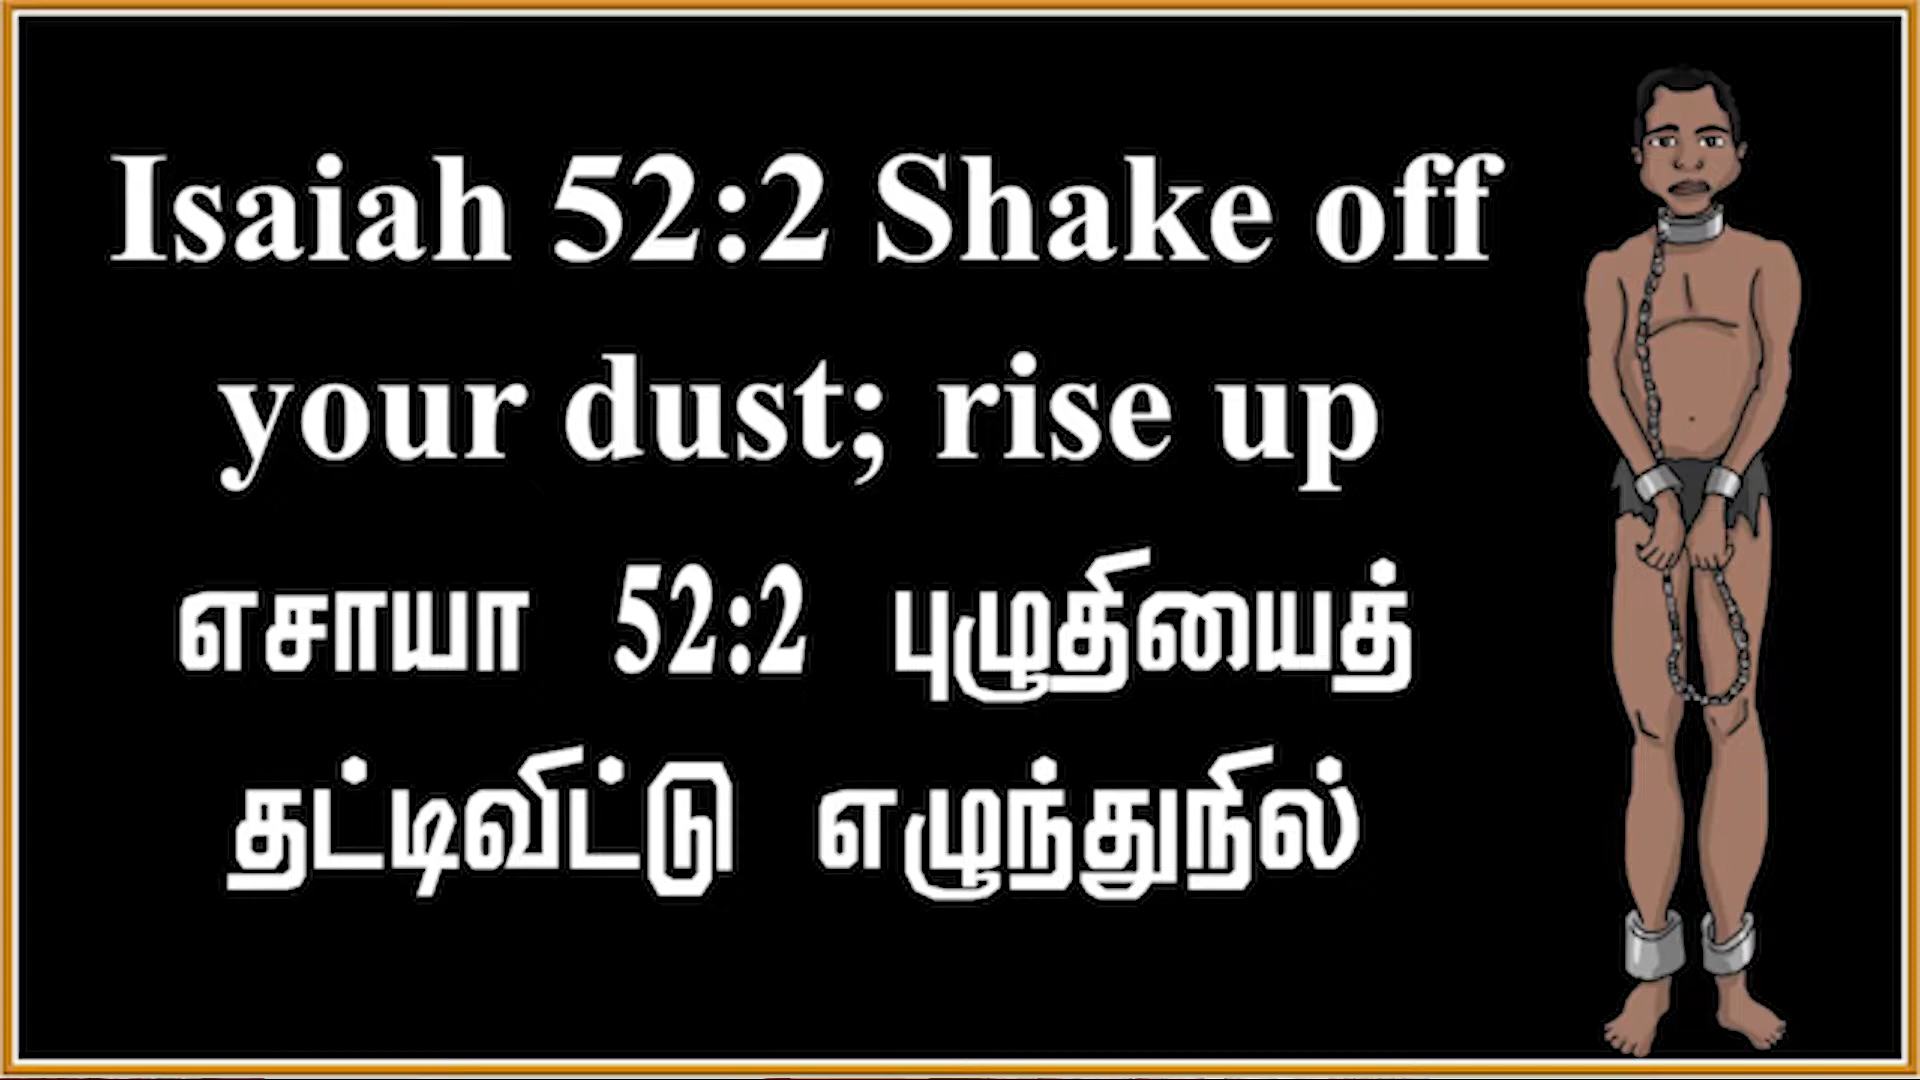 Isaiah 52:2 Shake off
your dust; rise up
எசாயா 52:2 புழுதியைத்
தட்டிவிட்டு எழுந்துநில்